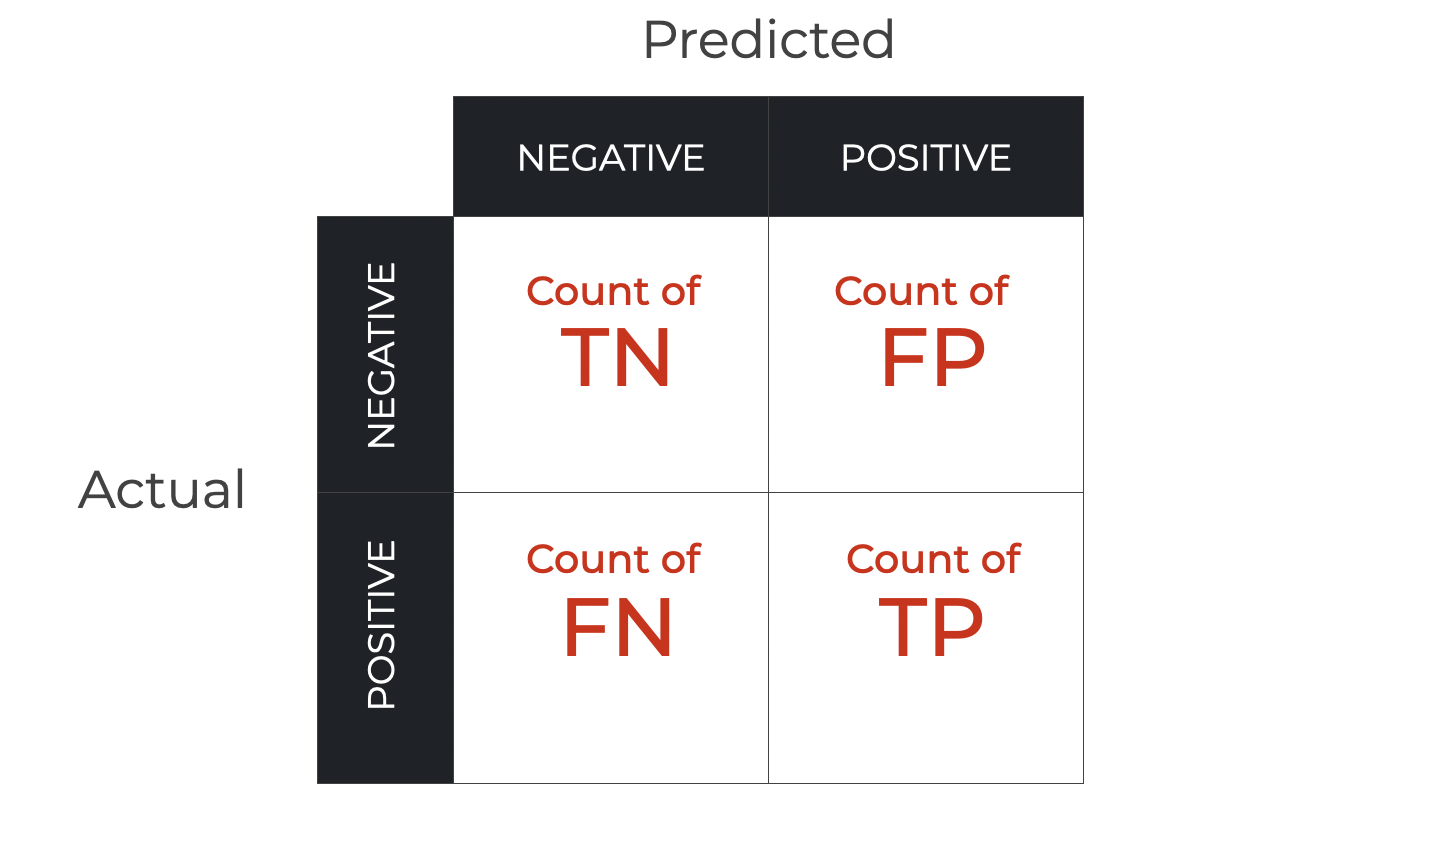 Predicted
NEGATIVE
POSITIVE
NEGATIVE
Count of
TN
Count of
FP
Actual
POSITIVE
Count of
FN
Count of
TP